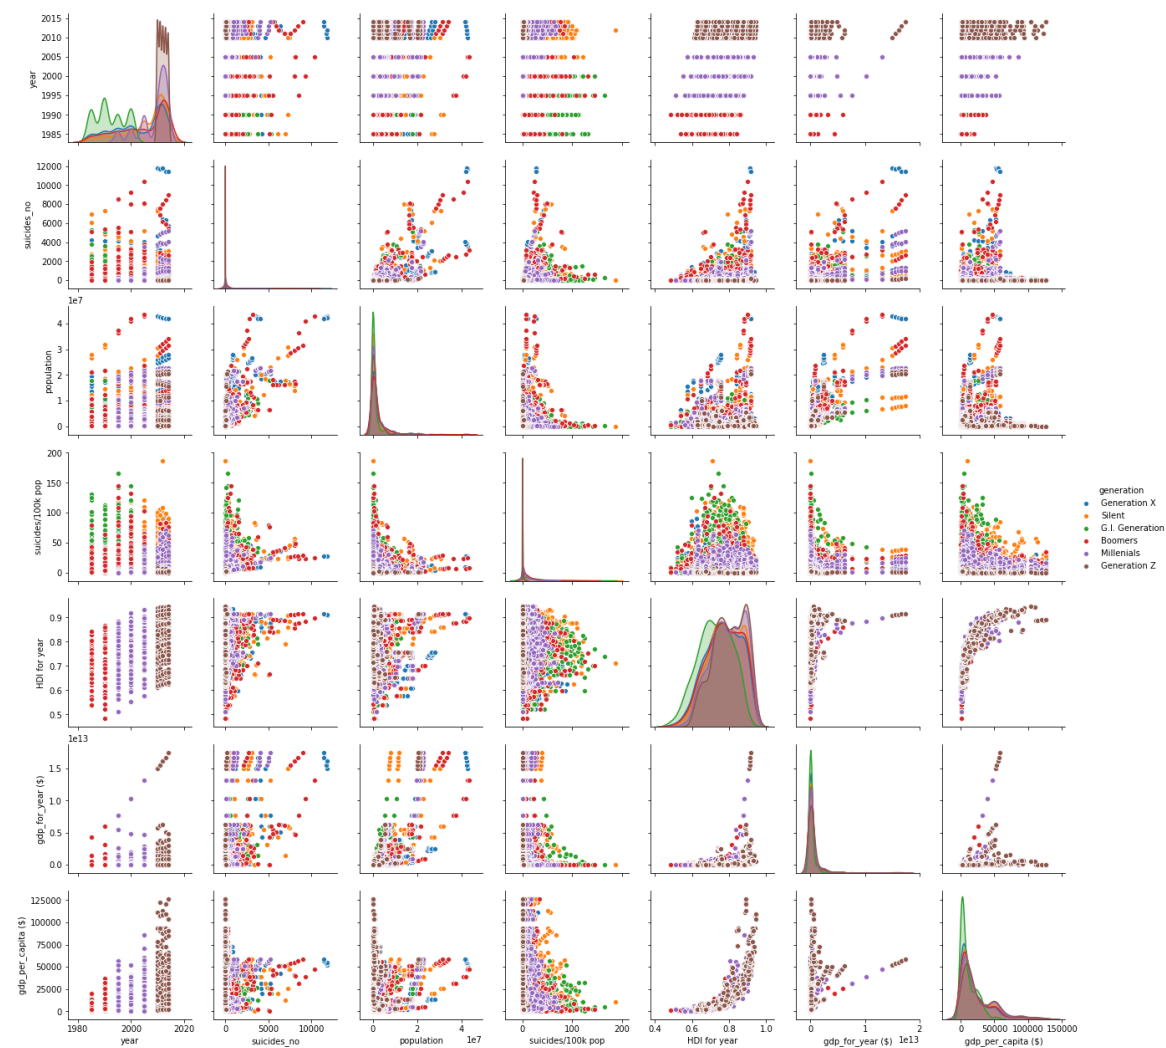 2015
2010
2005
2000
1995
1990
1985
year
12000
10000
8000
6000
4000
2000
0
suicides_no
1e7
4
3
2
1
0
population
200
150
100
50
0
suicides/100k pop
generation
Generation X
Silent
G.I. Generation
Boomers
Millenials
Generation Z
0.9
0.8
0.7
0.6
0.5
HDI for year
1e13
1.5
1.0
0.5
0.0
gdp_for_year ($)
125000
100000
75000
50000
25000
0
gdp_per_capita ($)
1980 2000 2020
year
0 5000 10000
suicides_no
0 2 4
population 1e7
0 100 200
suicides/100k pop
0.4 0.6 0.8 1.0
HDI for year
0 1 2
gdp_for_year ($) 1e13
0 50000 100000 150000
gdp_per_capita ($)